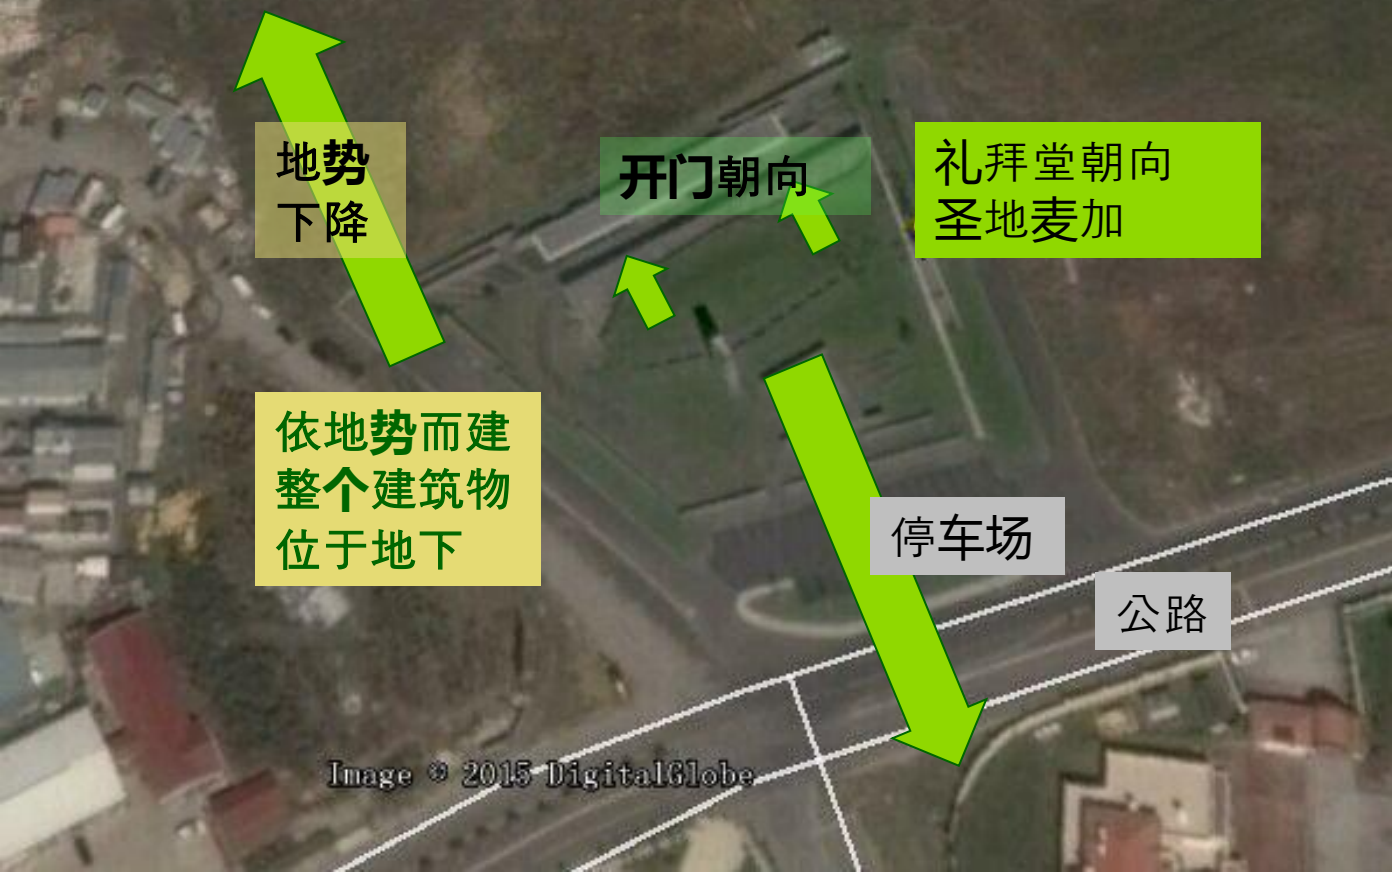 地势
下降
开门朝向
礼拜堂朝向
圣地麦加
依地势而建
整个建筑物
位于地下
停车场
公路
Image © 2015 DigitalGlobe